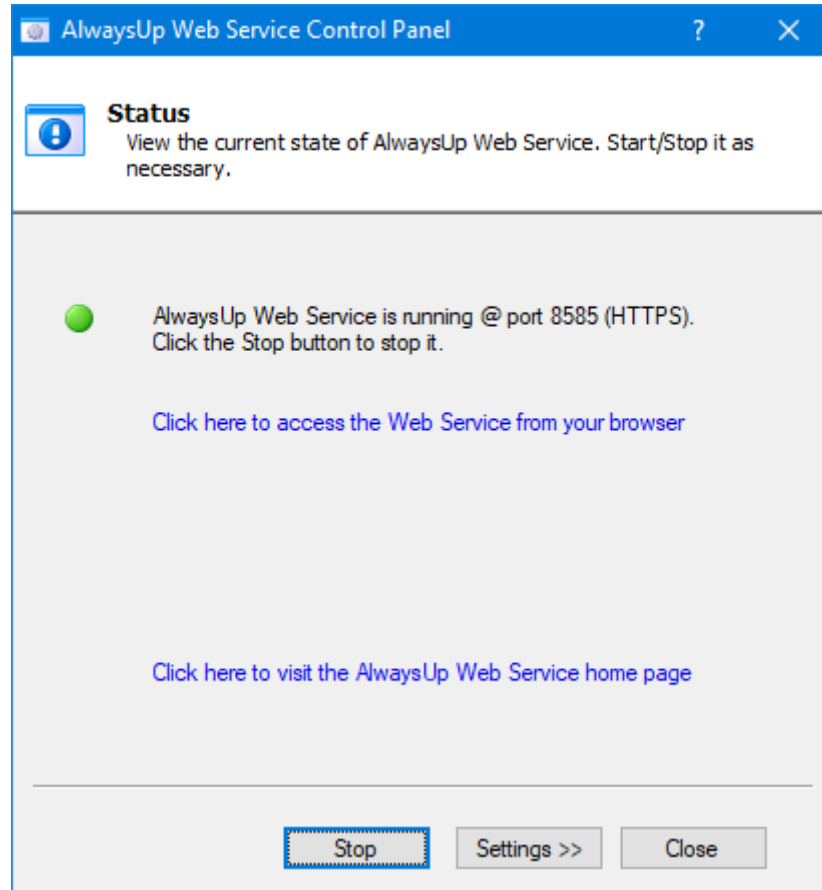 AlwaysUp Web Service Control Panel
?
Status
View the current state of AlwaysUp Web Service. Start/Stop it as
necessary.
AlwaysUp Web Service is running @ port 8585 (HTTPS).
Click the Stop button to stop it.
Click here to access the Web Service from your browser
Click here to visit the AlwaysUp Web Service home page
Stop
Settings >>
Close